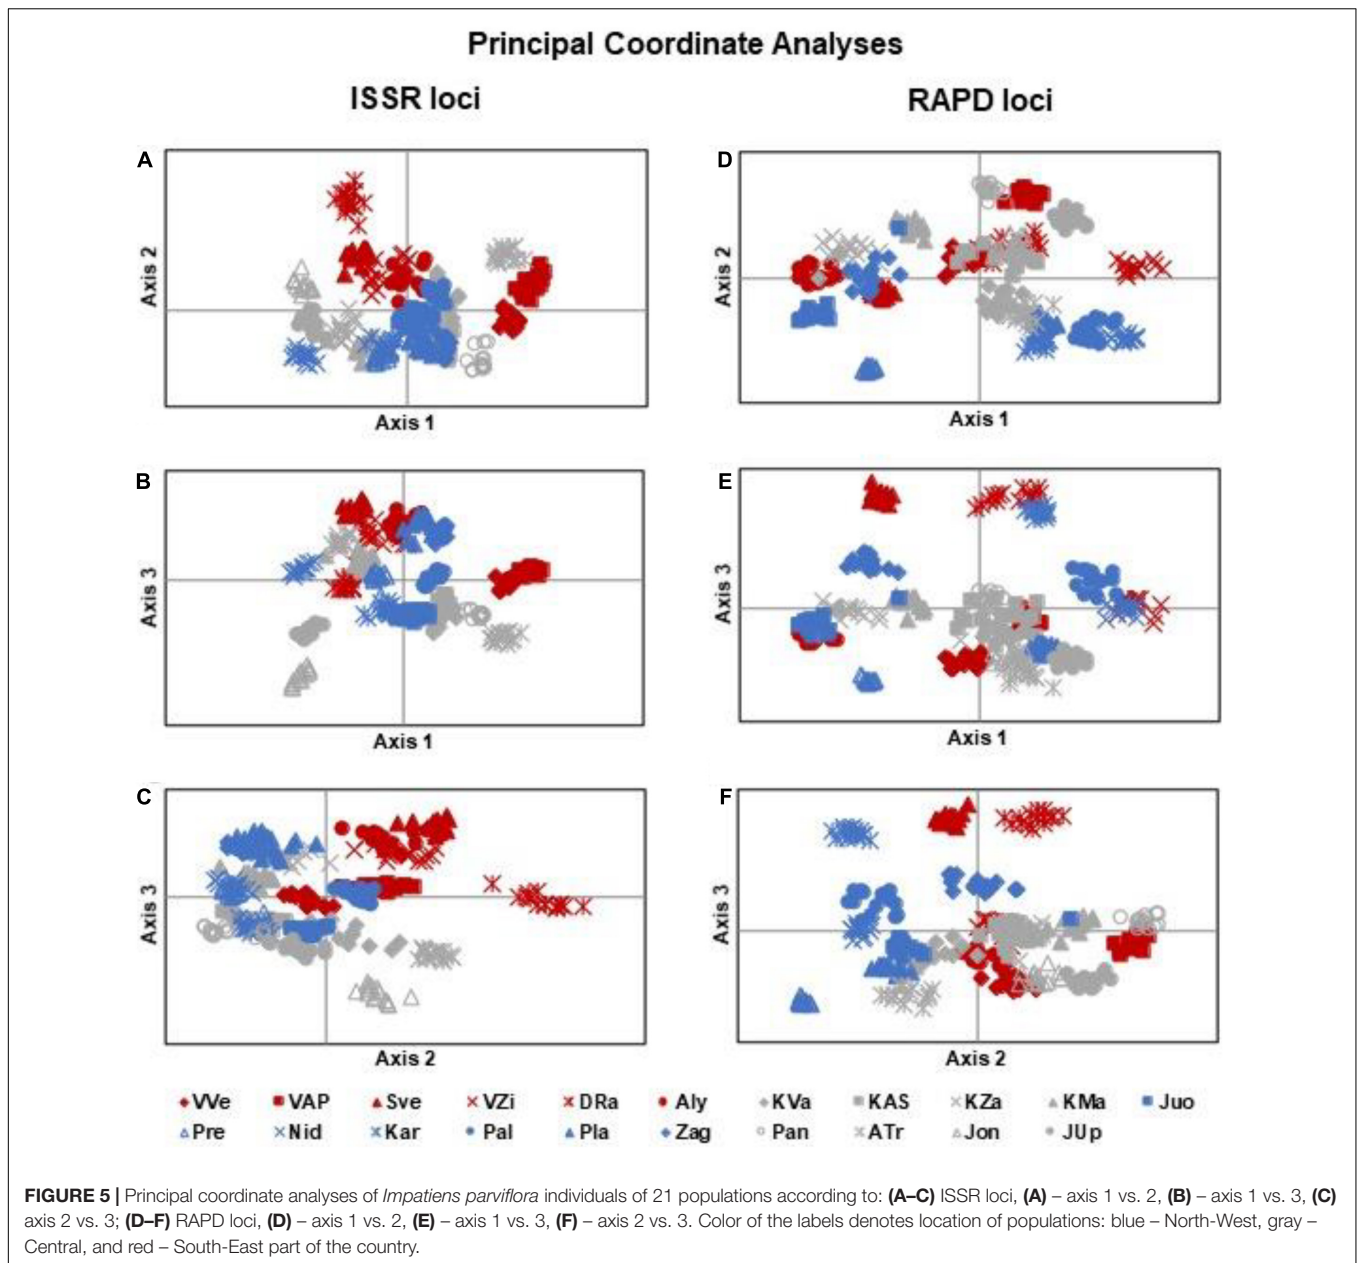 Principal Coordinate Analyses
ISSR loci
RAPD loci
A
Axis 2
Axis 1
D
Axis 2
Axis 1
B
Axis 3
Axis 1
E
Axis 3
Axis 1
C
Axis 3
Axis 2
F
Axis 3
Axis 2
VVe VAP Sve VZi DRa Aly KVa KAS KZa KMa Juo
Pre Nid Kar Pal Pla Zag Pan ATr Jon JUp
FIGURE 5 | Principal coordinate analyses of Impatiens parviflora individuals of 21 populations according to: (A–C) ISSR loci, (A) – axis 1 vs. 2, (B) – axis 1 vs. 3, (C)
axis 2 vs. 3; (D–F) RAPD loci, (D) – axis 1 vs. 2, (E) – axis 1 vs. 3, (F) – axis 2 vs. 3. Color of the labels denotes location of populations: blue – North-West, gray –
Central, and red – South-East part of the country.